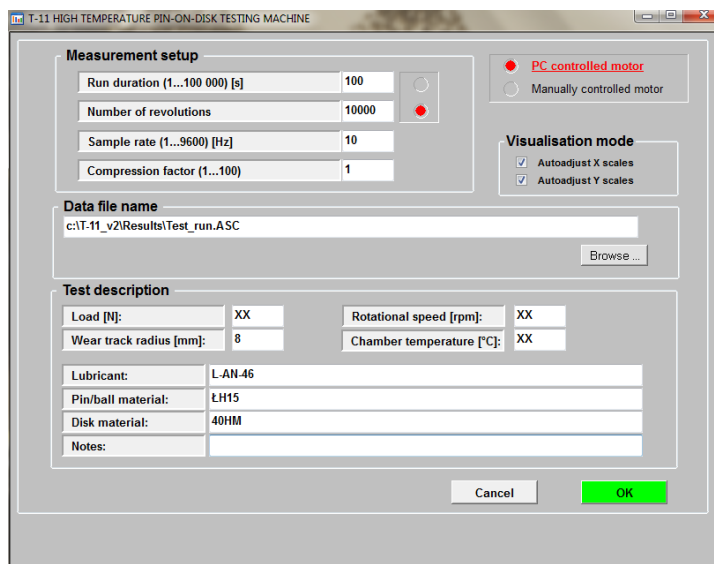 T-11 HIGH TEMPERATURE PIN-ON-DISK TESTING MACHINE
Measurement setup
Run duration (1...100 000) [s] 100
Number of revolutions 10000
Sample rate (1...9600) [Hz] 10
Compression factor (1...100) 1
PC controlled motor
Manually controlled motor
Visualisation mode
Autoadjust X scales
Autoadjust Y scales
Data file name
c:\T-11_v2\Results\Test_run.ASC
Browse ...
Test description
Load [N]: XX Rotational speed [rpm]: XX
Wear track radius [mm]: 8 Chamber temperature [°C]: XX
Lubricant: L-AN-46
Pin/ball material: ŁH15
Disk material: 40HM
Notes:
Cancel OK